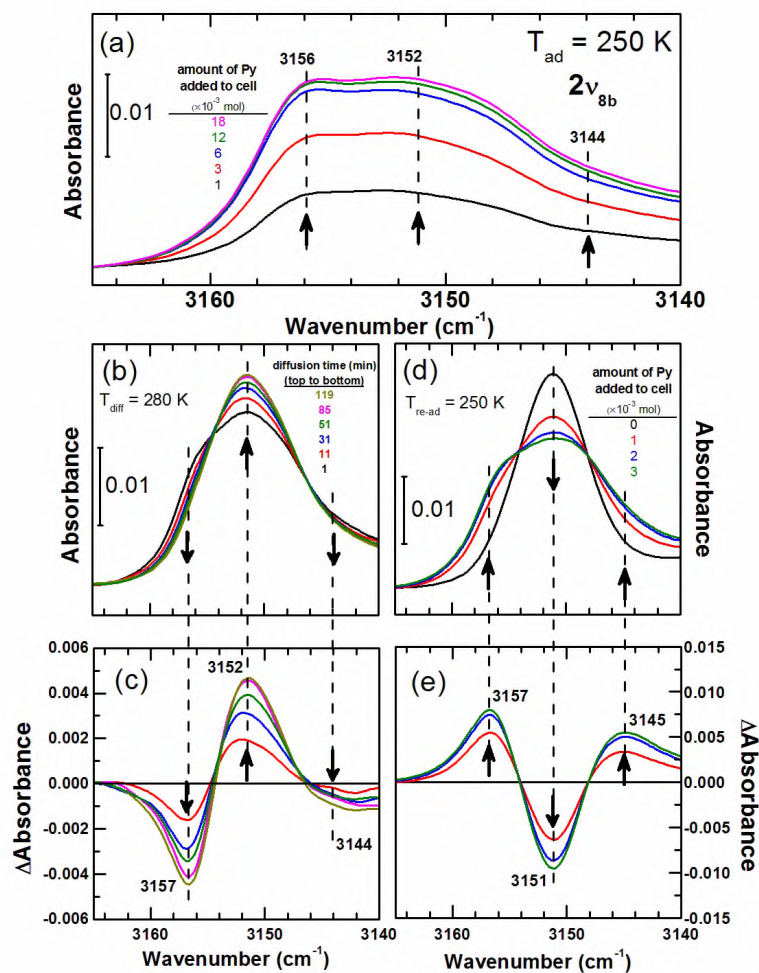 (a)
3156
3152
T_ad = 250 K
2ν_8b
3144
amount of Py
added to cell
(×10⁻³ mol)
18
12
6
3
1
0.01
Absorbance
3160
3150
3140
Wavenumber (cm⁻¹)
(b)
T_diff = 280 K
diffusion time (min)
(top to bottom)
119
85
51
31
11
1
0.01
Absorbance
(d)
T_re-ad = 250 K
amount of Py
added to cell
(×10⁻³ mol)
0
1
2
3
0.01
Absorbance
(c)
0.006
0.004
0.002
0.000
-0.002
-0.004
-0.006
ΔAbsorbance
3152
3157
3144
3160
3150
3140
Wavenumber (cm⁻¹)
(e)
3157
3145
3151
0.015
0.010
0.005
0.000
-0.005
-0.010
-0.015
ΔAbsorbance
3160
3150
3140
Wavenumber (cm⁻¹)